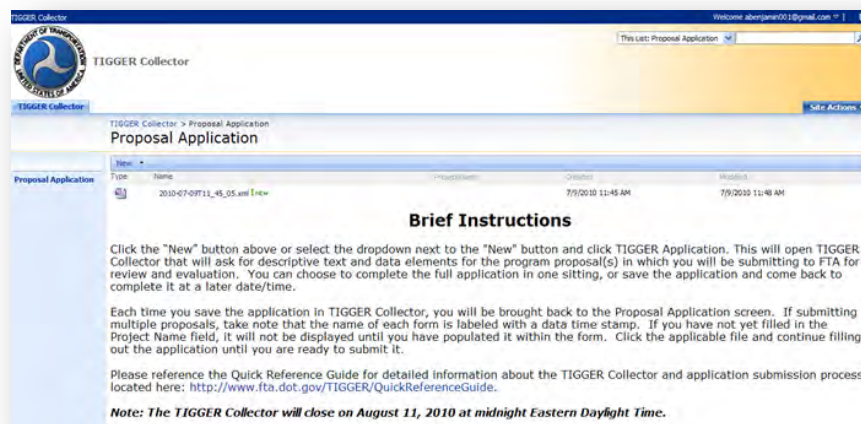 TIGGER Collector
Welcome abenjamin001@gmail.com
This List: Proposal Application
DEPARTMENT OF TRANSPORTATION
UNITED STATES OF AMERICA
TIGGER Collector
TIGGER Collector
Site Actions
TIGGER Collector > Proposal Application
Proposal Application
New
Proposal Application
Type Name Created Modified
2010-07-09T11_45_05.xml NEW 7/9/2010 11:45 AM 7/9/2010 11:48 AM
Brief Instructions
Click the "New" button above or select the dropdown next to the "New" button and click TIGGER Application. This will open TIGGER
Collector that will ask for descriptive text and data elements for the program proposal(s) in which you will be submitting to FTA for
review and evaluation. You can choose to complete the full application in one sitting, or save the application and come back to
complete it at a later date/time.
Each time you save the application in TIGGER Collector, you will be brought back to the Proposal Application screen. If submitting
multiple proposals, take note that the name of each form is labeled with a data time stamp. If you have not yet filled in the
Project Name field, it will not be displayed until you have populated it within the form. Click the applicable file and continue filling
out the application until you are ready to submit it.
Please reference the Quick Reference Guide for detailed information about the TIGGER Collector and application submission process
located here: http://www.fta.dot.gov/TIGGER/QuickReferenceGuide.
Note: The TIGGER Collector will close on August 11, 2010 at midnight Eastern Daylight Time.